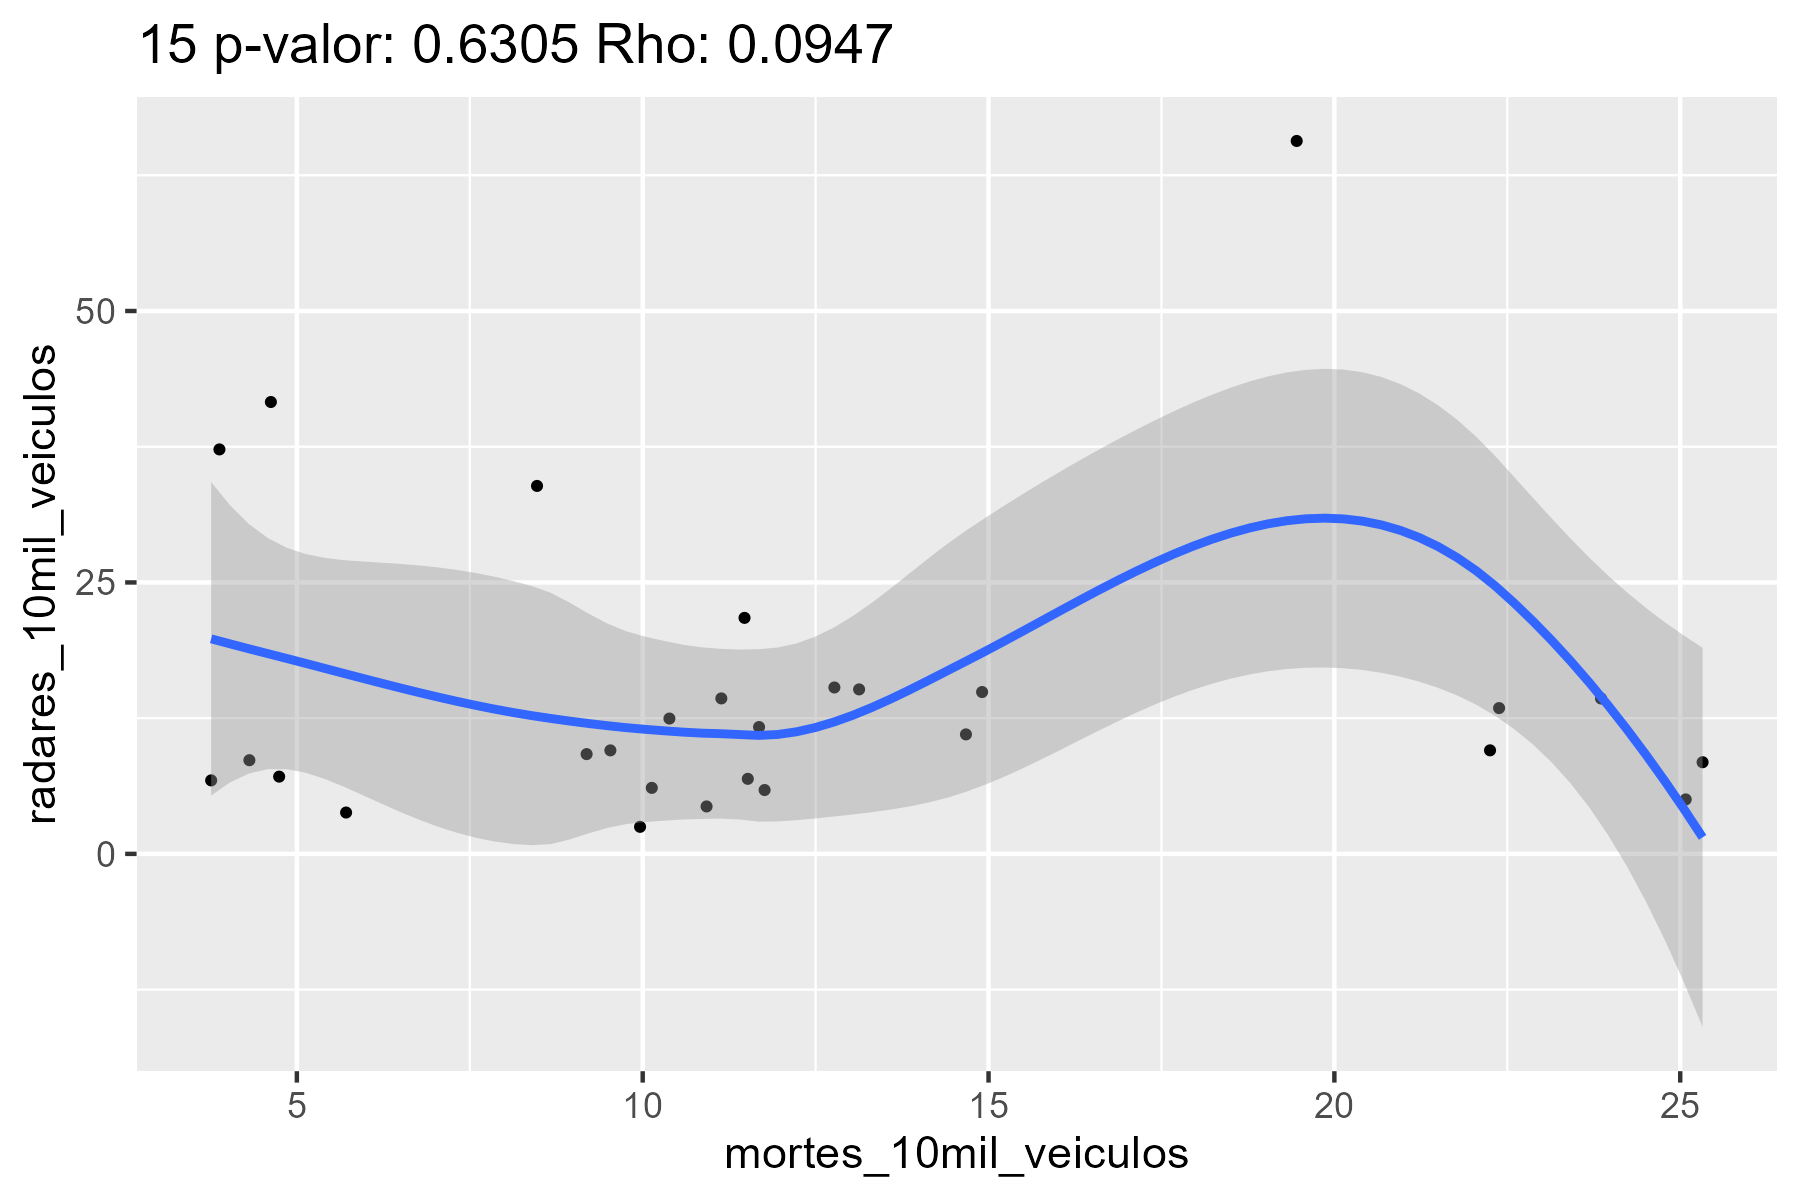 15 p-valor: 0.6305 Rho: 0.0947
radares_10mil_veiculos
50
25
0
5 10 15 20 25
mortes_10mil_veiculos